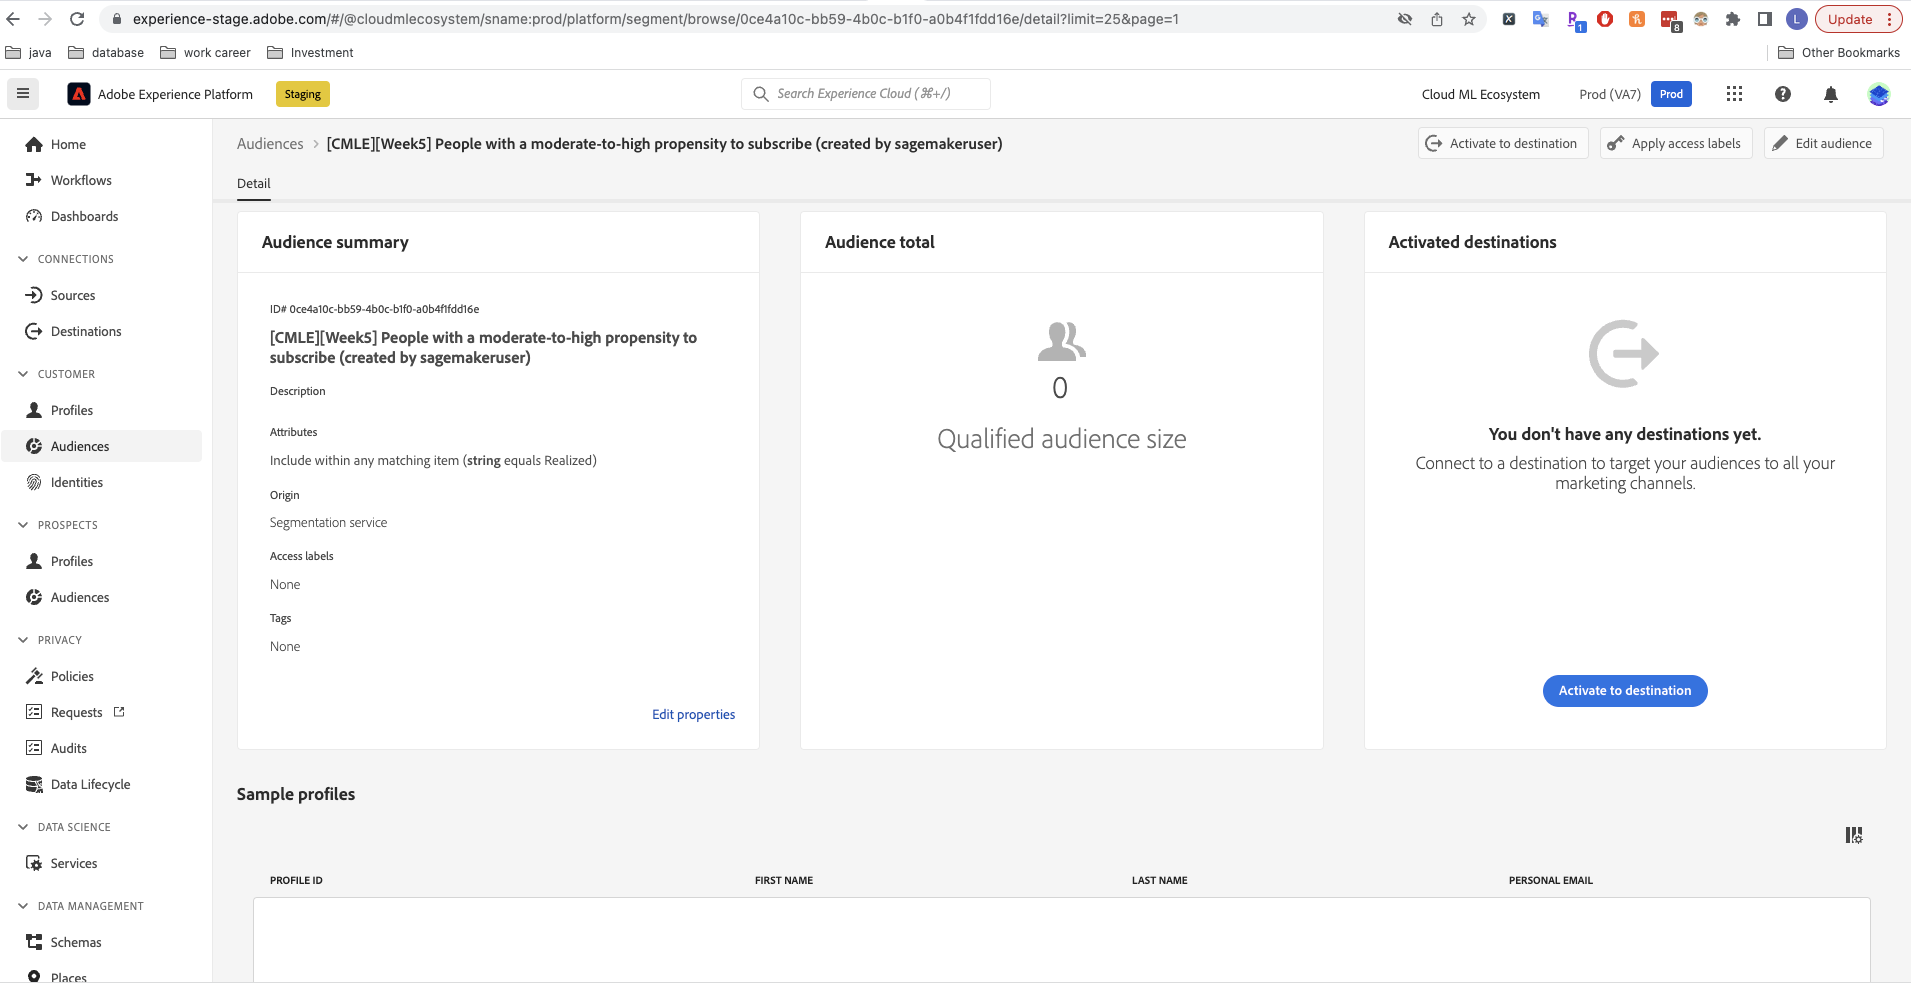 experience-stage.adobe.com/#/@cloudmlecosystem/sname:prod/platform/segment/browse/0ce4a10c-bb59-4b0c-b1f0-a0b4f1fdd16e/detail?limit=25&page=1
1
8
L
Update
java
database
work career
Investment
Other Bookmarks
Adobe Experience Platform
Staging
Search Experience Cloud (⌘+/)
Cloud ML Ecosystem
Prod (VA7)
Prod
Home
Workflows
Dashboards
CONNECTIONS
Sources
Destinations
CUSTOMER
Profiles
Audiences
Identities
PROSPECTS
Profiles
Audiences
PRIVACY
Policies
Requests
Audits
Data Lifecycle
DATA SCIENCE
Services
DATA MANAGEMENT
Schemas
Places
Audiences > [CMLE][Week5] People with a moderate-to-high propensity to subscribe (created by sagemakeruser)
Activate to destination
Apply access labels
Edit audience
Detail
Audience summary
ID# 0ce4a10c-bb59-4b0c-b1f0-a0b4f1fdd16e
[CMLE][Week5] People with a moderate-to-high propensity to
subscribe (created by sagemakeruser)
Description
Attributes
Include within any matching item (string equals Realized)
Origin
Segmentation service
Access labels
None
Tags
None
Edit properties
Audience total
0
Qualified audience size
Activated destinations
You don't have any destinations yet.
Connect to a destination to target your audiences to all your
marketing channels.
Activate to destination
Sample profiles
PROFILE ID
FIRST NAME
LAST NAME
PERSONAL EMAIL